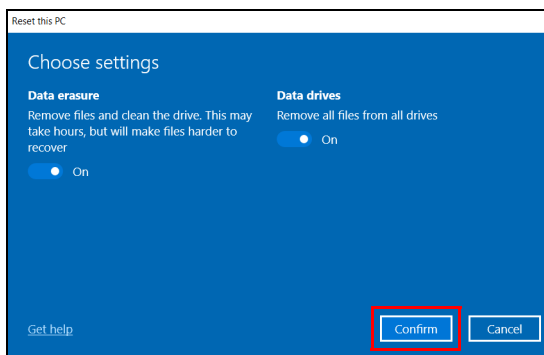 Reset this PC
Choose settings
Data erasure
Remove files and clean the drive. This may
take hours, but will make files harder to
recover
On
Data drives
Remove all files from all drives
On
Get help
Confirm
Cancel